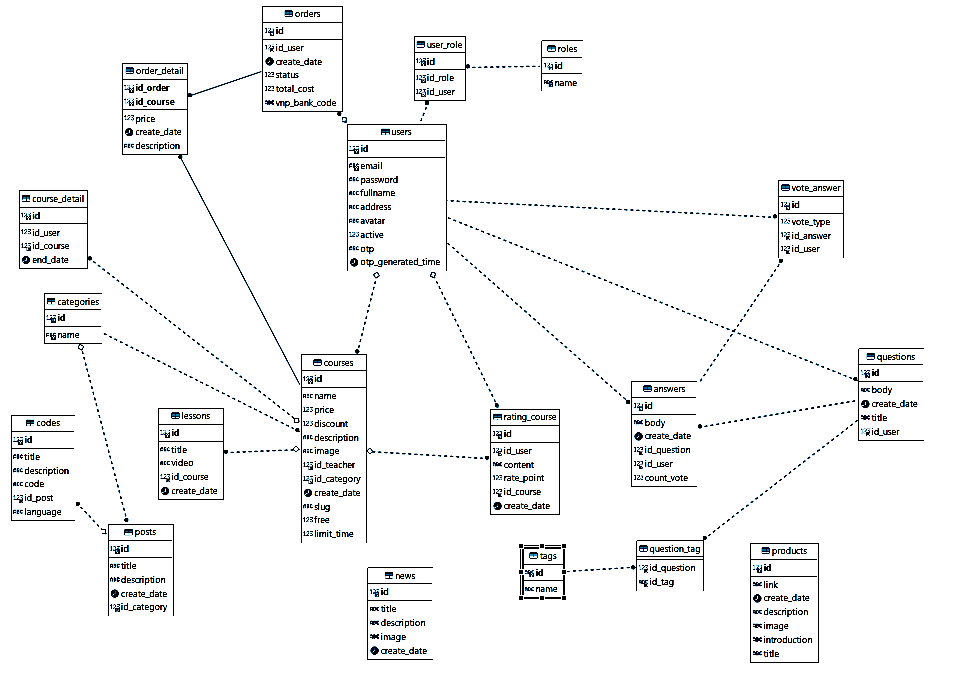 orders
id
id_user
create_date
status
total_cost
vnp_bank_code
user_role
id
id_role
id_user
roles
id
name
order_detail
id_order
id_course
price
create_date
description
users
id
email
password
fullname
address
avatar
active
otp
otp_generated_time
vote_answer
id
vote_type
id_answer
id_user
course_detail
id
id_user
id_course
end_date
categories
id
name
courses
id
name
price
discount
description
image
id_teacher
id_category
create_date
slug
free
limit_time
questions
id
body
create_date
title
id_user
answers
id
body
create_date
id_question
id_user
count_vote
codes
id
title
description
code
id_post
language
lessons
id
title
video
id_course
create_date
rating_course
id
id_user
content
rate_point
id_course
create_date
posts
id
title
description
create_date
id_category
tags
id
name
question_tag
id_question
id_tag
products
id
link
create_date
description
image
introduction
title
news
id
title
description
image
create_date